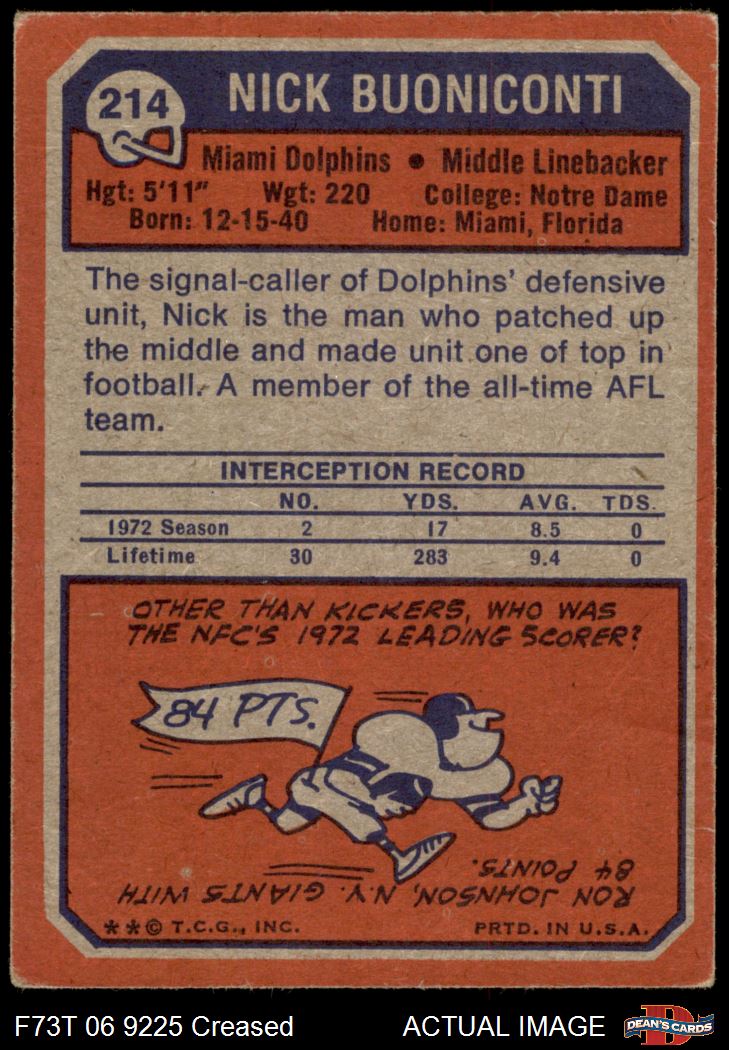 214
NICK BUONICONTI
Miami Dolphins • Middle Linebacker
Hgt: 5'11" Wgt: 220 College: Notre Dame
Born: 12-15-40 Home: Miami, Florida
The signal-caller of Dolphins' defensive
unit, Nick is the man who patched up
the middle and made unit one of top in
football. A member of the all-time AFL
team.
INTERCEPTION RECORD
NO. YDS. AVG. TDS.
1972 Season 2 17 8.5 0
Lifetime 30 283 9.4 0
OTHER THAN KICKERS, WHO WAS
THE NFC'S 1972 LEADING SCORER?
84 PTS.
RON JOHNSON, N.Y. GIANTS WITH
84 POINTS.
**© T.C.G., INC. PRTD. IN U.S.A.
F73T 06 9225 Creased ACTUAL IMAGE
D
DEAN'S CARDS